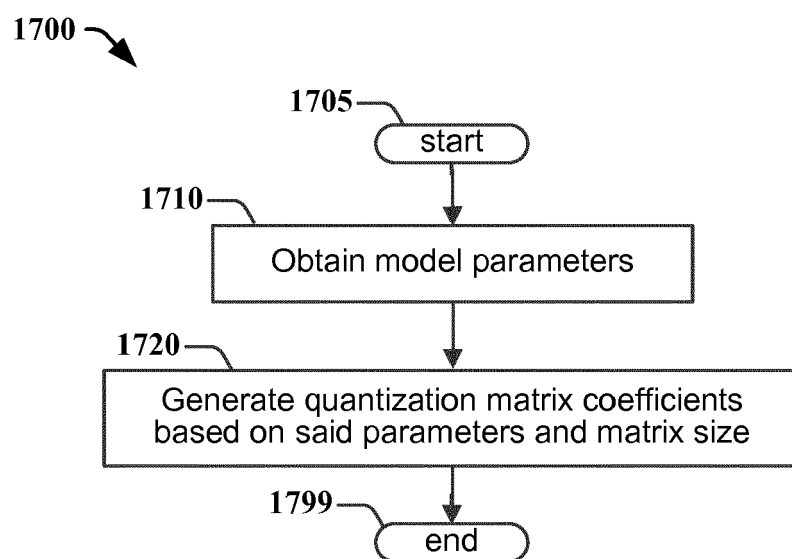 1700
1705
start
1710
Obtain model parameters
1720
Generate quantization matrix coefficients
based on said parameters and matrix size
1799
end